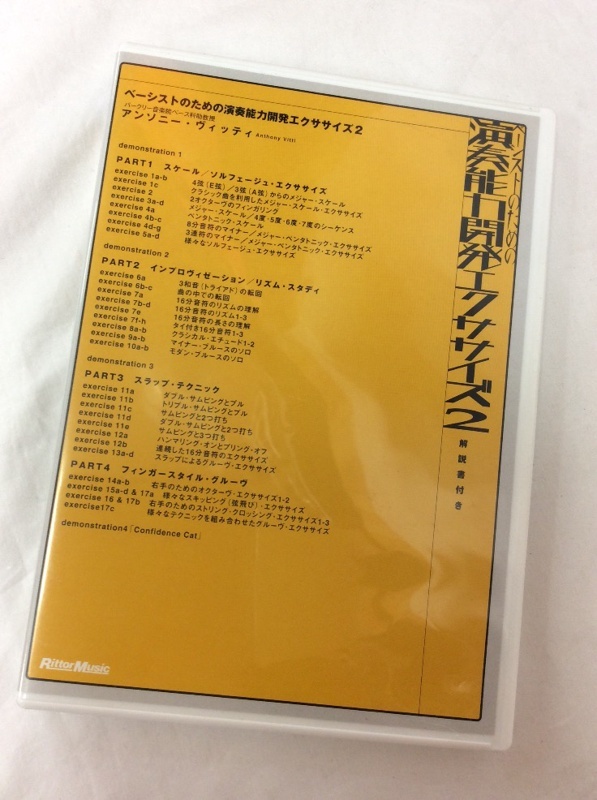 ベーシストのための演奏能力開発エクササイズ2
バークリー音楽院ベース科助教授
アンソニー・ヴィッティ Anthony Vitti
demonstration 1
PART1 スケール／ソルフェージュ・エクササイズ
exercise 1a-b 4弦（E弦）／3弦（A弦）からのメジャー・スケール
exercise 1c クラシック曲を利用したメジャー・スケール・エクササイズ
exercise 2 2オクターヴのフィンガリング
exercise 3a-d メジャー・スケール／4度・5度・6度・7度のシーケンス
exercise 4a ペンタトニック・スケール
exercise 4b-c 8分音符のマイナー／メジャー・ペンタトニック・エクササイズ
exercise 4d-g 3連符のマイナー／メジャー・ペンタトニック・エクササイズ
exercise 5a-d 様々なソルフェージュ・エクササイズ
demonstration 2
PART2 インプロヴィゼーション／リズム・スタディ
exercise 6a 3和音（トライアド）の転回
exercise 6b-c 曲の中での転回
exercise 7a 16分音符のリズムの理解
exercise 7b-d 16分音符のリズム1-3
exercise 7e 16分音符の長さの理解
exercise 7f-h タイ付き16分音符1-3
exercise 8a-b クラシカル・エチュード1-2
exercise 9a-b マイナー・ブルースのソロ
exercise 10a-b モダン・ブルースのソロ
demonstration 3
PART3 スラップ・テクニック
exercise 11a ダブル・サムピングとプル
exercise 11b トリプル・サムピングとプル
exercise 11c サムピングと2つ打ち
exercise 11d ダブル・サムピングと2つ打ち
exercise 11e サムピングと3つ打ち
exercise 12a ハンマリング・オンとプリング・オフ
exercise 12b 連続した16分音符のエクササイズ
exercise 13a-d スラップによるグルーヴ・エクササイズ
PART4 フィンガースタイル・グルーヴ
exercise 14a-b 右手のためのオクターヴ・エクササイズ1-2
exercise 15a-d & 17a 様々なスキッピング（弦飛び）・エクササイズ
exercise 16 & 17b 右手のためのストリング・クロッシング・エクササイズ1-3
exercise17c 様々なテクニックを組み合わせたグルーヴ・エクササイズ
demonstration4「Confidence Cat」
ベーシストのための
演奏能力開発エクササイズ2
解説書付き
RittorMusic